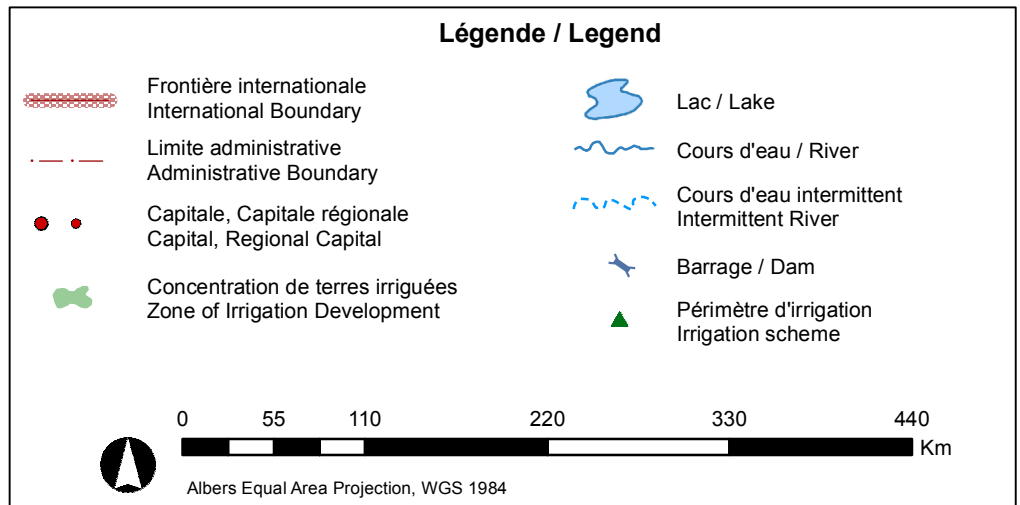 Légende / Legend
Frontière internationale
International Boundary
Limite administrative
Administrative Boundary
Capitale, Capitale régionale
Capital, Regional Capital
Concentration de terres irriguées
Zone of Irrigation Development
Lac / Lake
Cours d'eau / River
Cours d'eau intermittent
Intermittent River
Barrage / Dam
Périmètre d'irrigation
Irrigation scheme
0 55 110 220 330 440
Km
Albers Equal Area Projection, WGS 1984